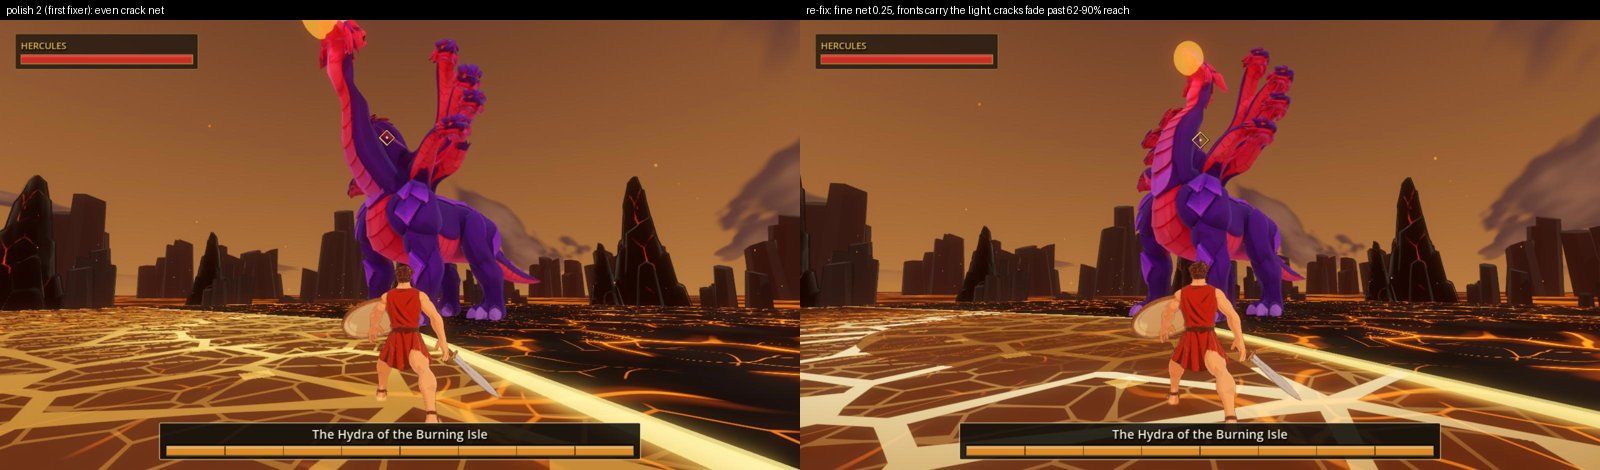 polish 2 (first fixer): even crack net
re-fix: fine net 0.25, fronts carry the light, cracks fade past 62-90% reach
HERCULES
HERCULES
The Hydra of the Burning Isle
The Hydra of the Burning Isle